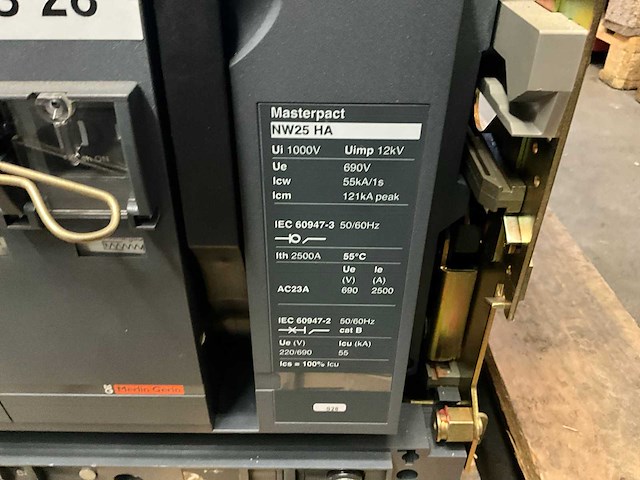 Masterpact
NW25 HA
Ui 1000V Uimp 12kV
Ue 690V
Icw 55kA/1s
Icm 121kA peak
IEC 60947-3 50/60Hz
Ith 2500A 55°C
Ue Ie
(V) (A)
AC23A 690 2500
IEC 60947-2 50/60Hz
cat B
Ue (V) Icu (kA)
220/690 55
Ics = 100% Icu
Merlin Gerin